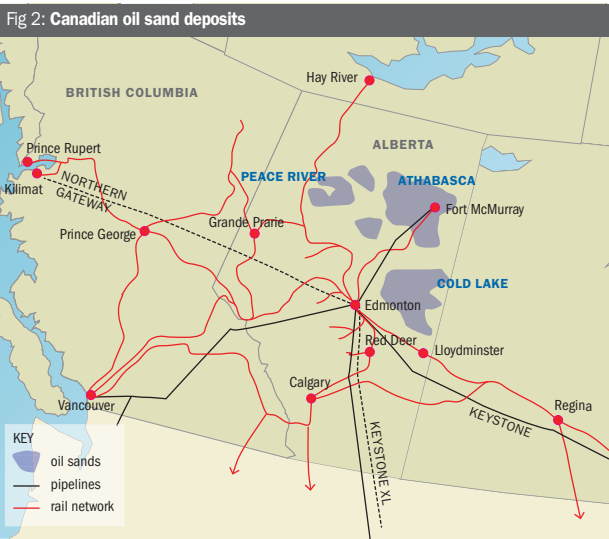 Fig 2: Canadian oil sand deposits
Hay River
BRITISH COLUMBIA
ALBERTA
Prince Rupert
Kilimat
NORTHERN
GATEWAY
PEACE RIVER
ATHABASCA
Fort McMurray
Grande Prarie
Prince George
COLD LAKE
Edmonton
Red Deer
Lloydminster
Calgary
Vancouver
Regina
KEYSTONE
KEYSTONE XL
KEY
oil sands
pipelines
rail network